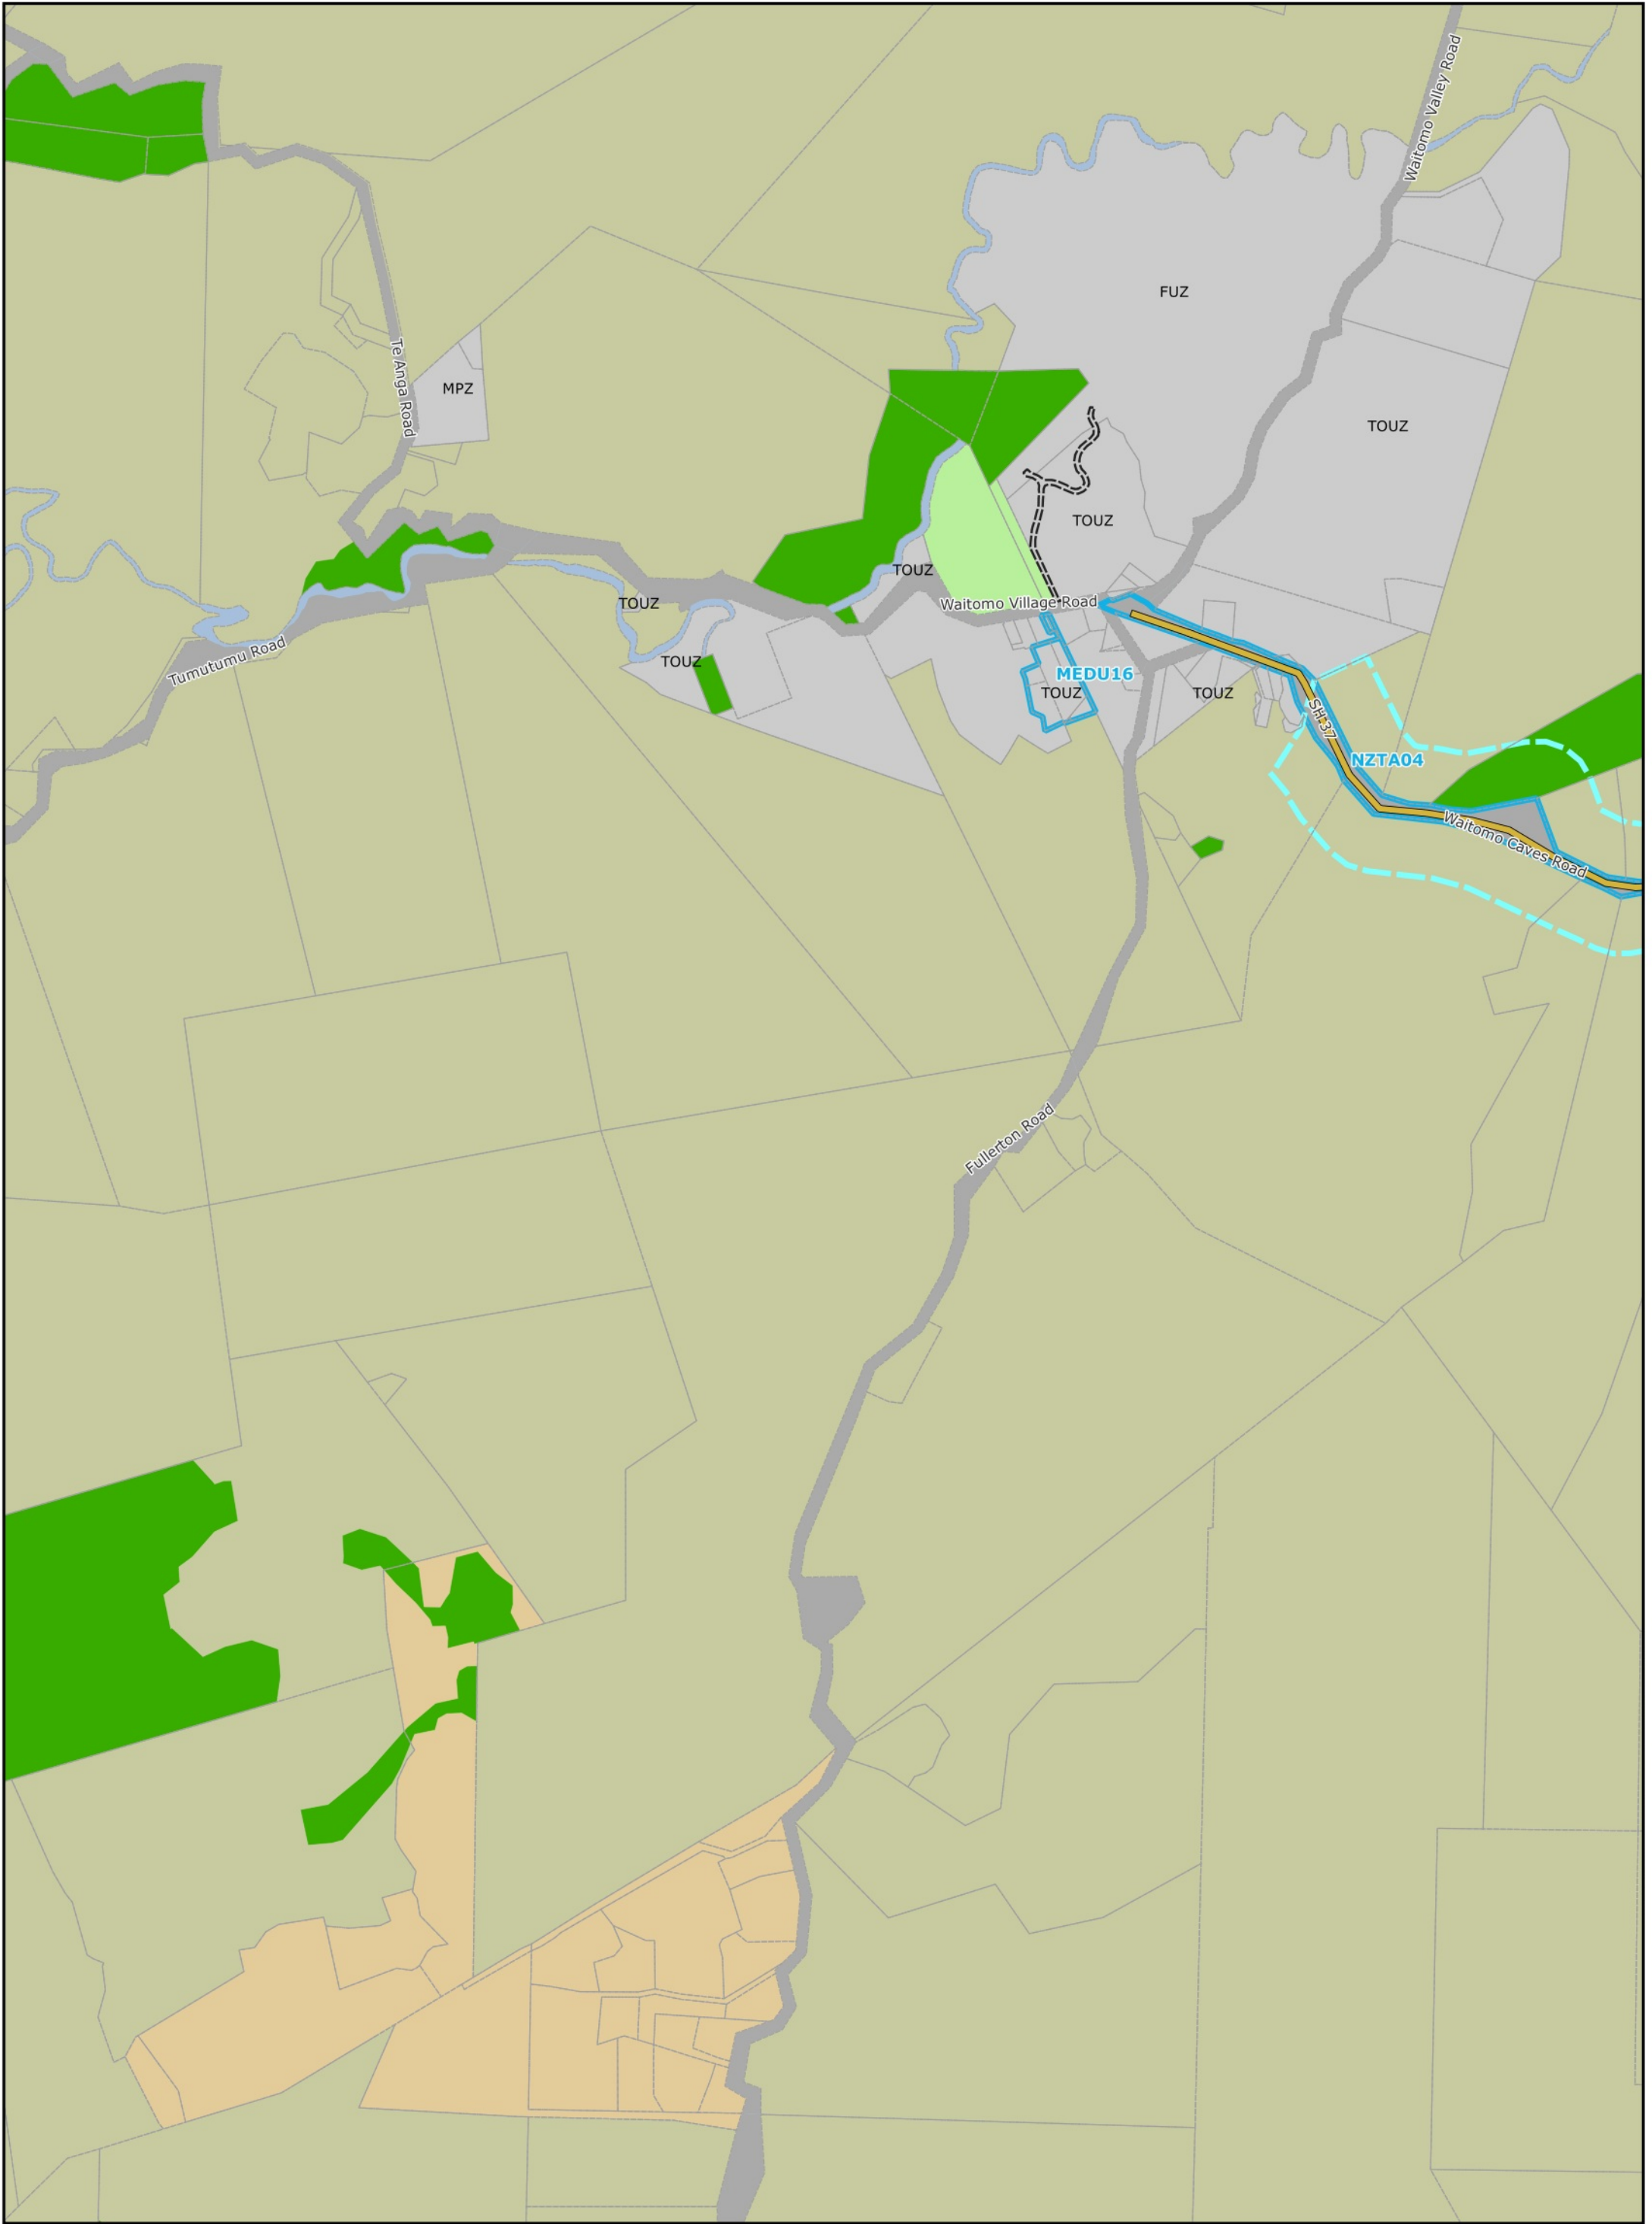 Waitomo Valley Road
FUZ
Te Anga Road
MPZ
TOUZ
TOUZ
TOUZ
TOUZ
Waitomo Village Road
Tumutumu Road
TOUZ
MEDU16
TOUZ
TOUZ
SH 37
NZTA04
Waitomo Caves Road
Fullerton Road